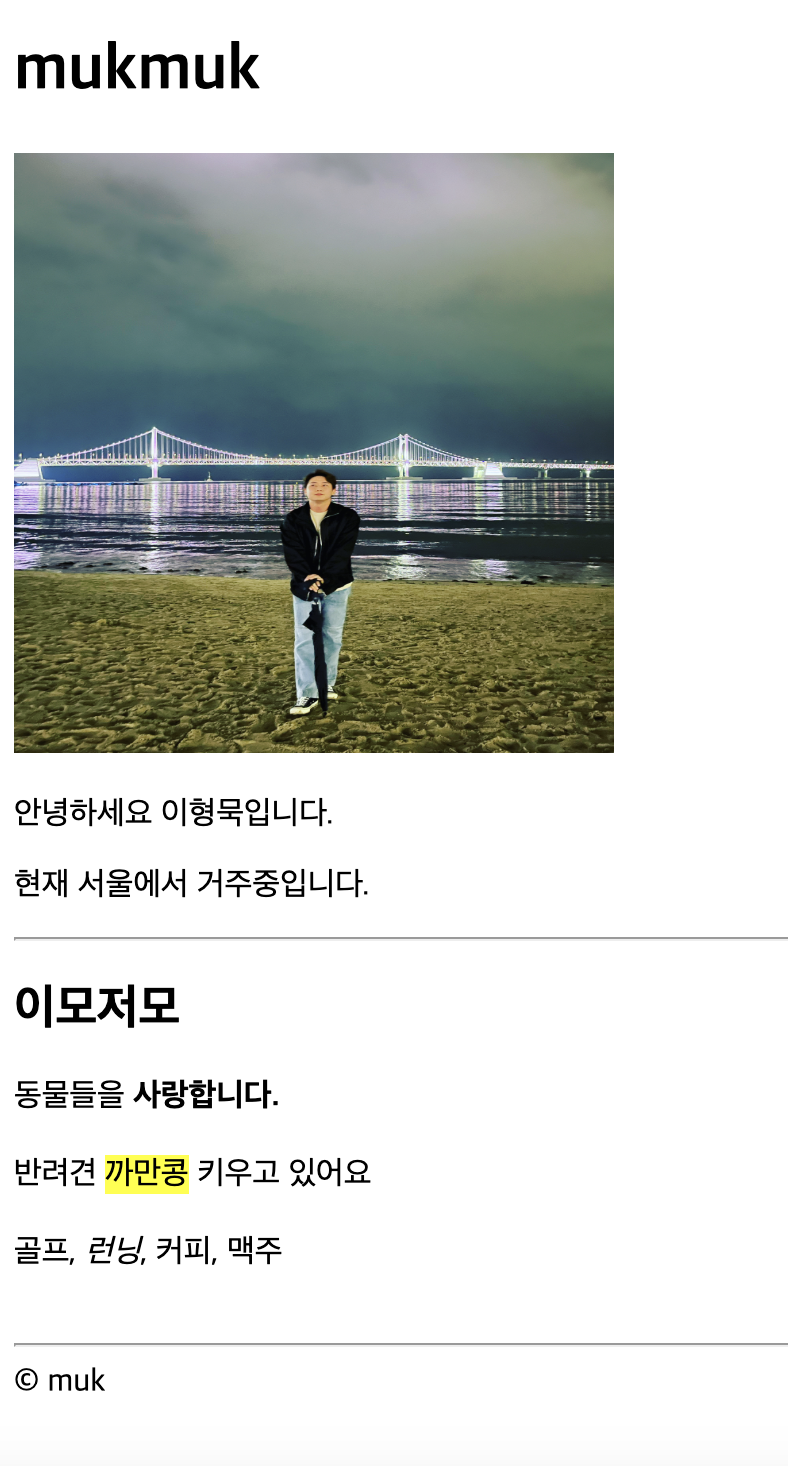 mukmuk
안녕하세요 이형묵입니다.
현재 서울에서 거주중입니다.
이모저모
동물들을 사랑합니다.
반려견 까만콩 키우고 있어요
골프, 런닝, 커피, 맥주
© muk